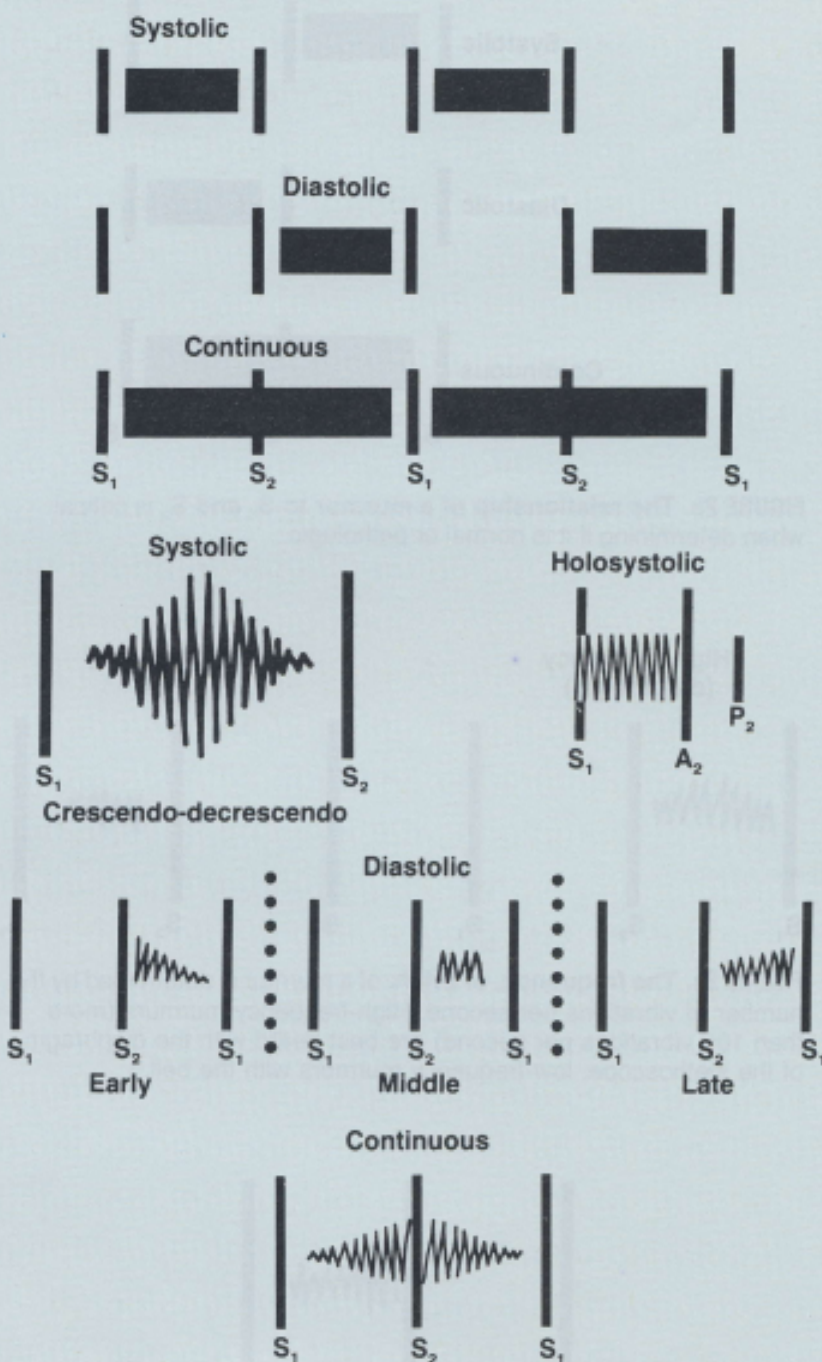 Systolic
Diastolic
Continuous
S₁ S₂ S₁ S₂ S₁
Systolic
Holosystolic
S₁ S₂
S₁ A₂ P₂
Crescendo-decrescendo
Diastolic
S₁ S₂ S₁ S₁ S₂ S₁ S₁ S₂ S₁
Early Middle Late
Continuous
S₁ S₂ S₁